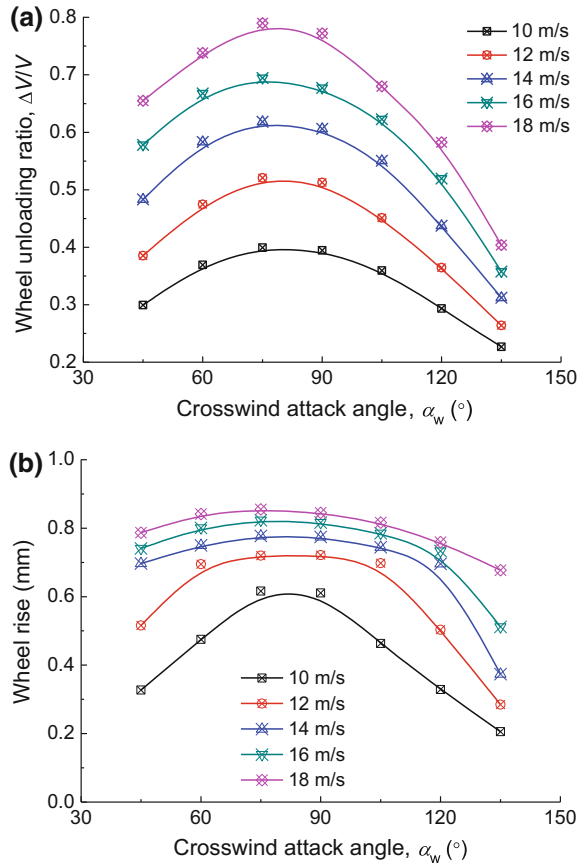 (a)
0.8
0.7
0.6
0.5
0.4
0.3
0.2
Wheel unloading ratio, ΔV/V
10 m/s
12 m/s
14 m/s
16 m/s
18 m/s
30 60 90 120 150
Crosswind attack angle, αw (°)
(b)
1.0
0.8
0.6
0.4
0.2
0.0
Wheel rise (mm)
10 m/s
12 m/s
14 m/s
16 m/s
18 m/s
30 60 90 120 150
Crosswind attack angle, αw (°)